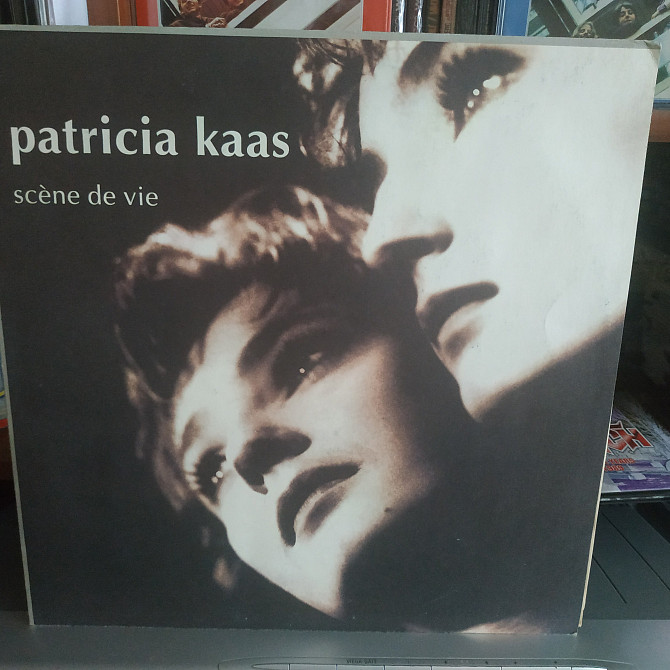 patricia kaas
scène de vie